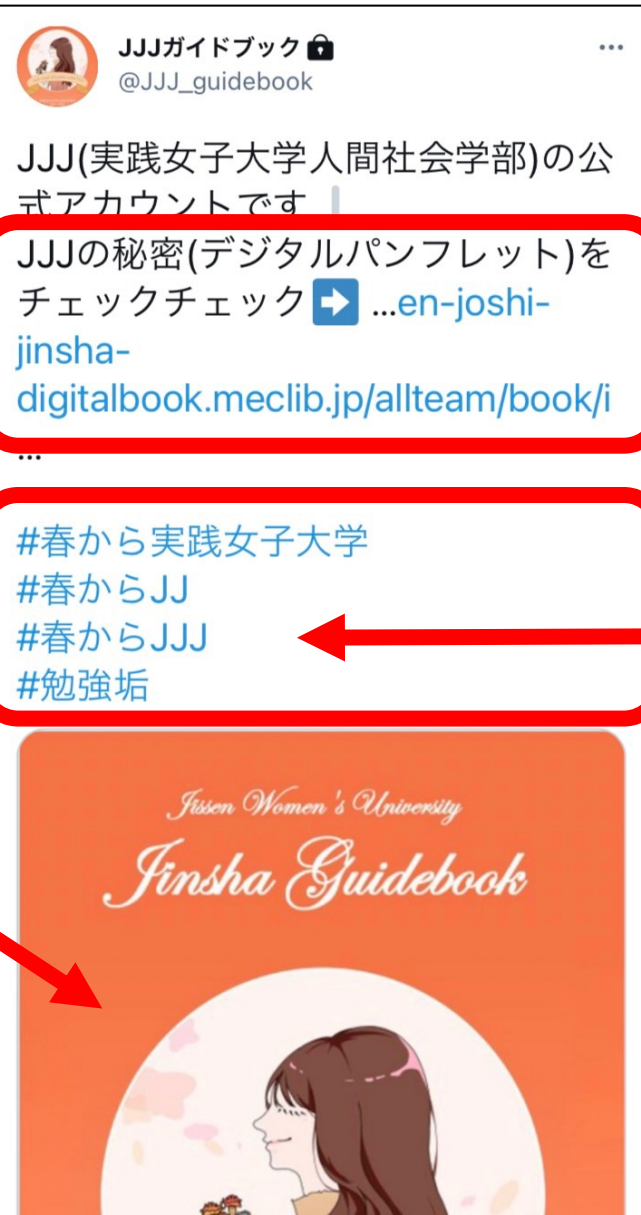 JJJガイドブック🔒
@JJJ_guidebook
JJJ(実践女子大学人間社会学部)の公
式アカウントです
JJJの秘密(デジタルパンフレット)を
チェックチェック➡️ ...en-joshi-
jinsha-
digitalbook.meclib.jp/allteam/book/i
...
#春から実践女子大学
#春からJJ
#春からJJJ
#勉強垢
Jissen Women's University
Jinsha Guidebook